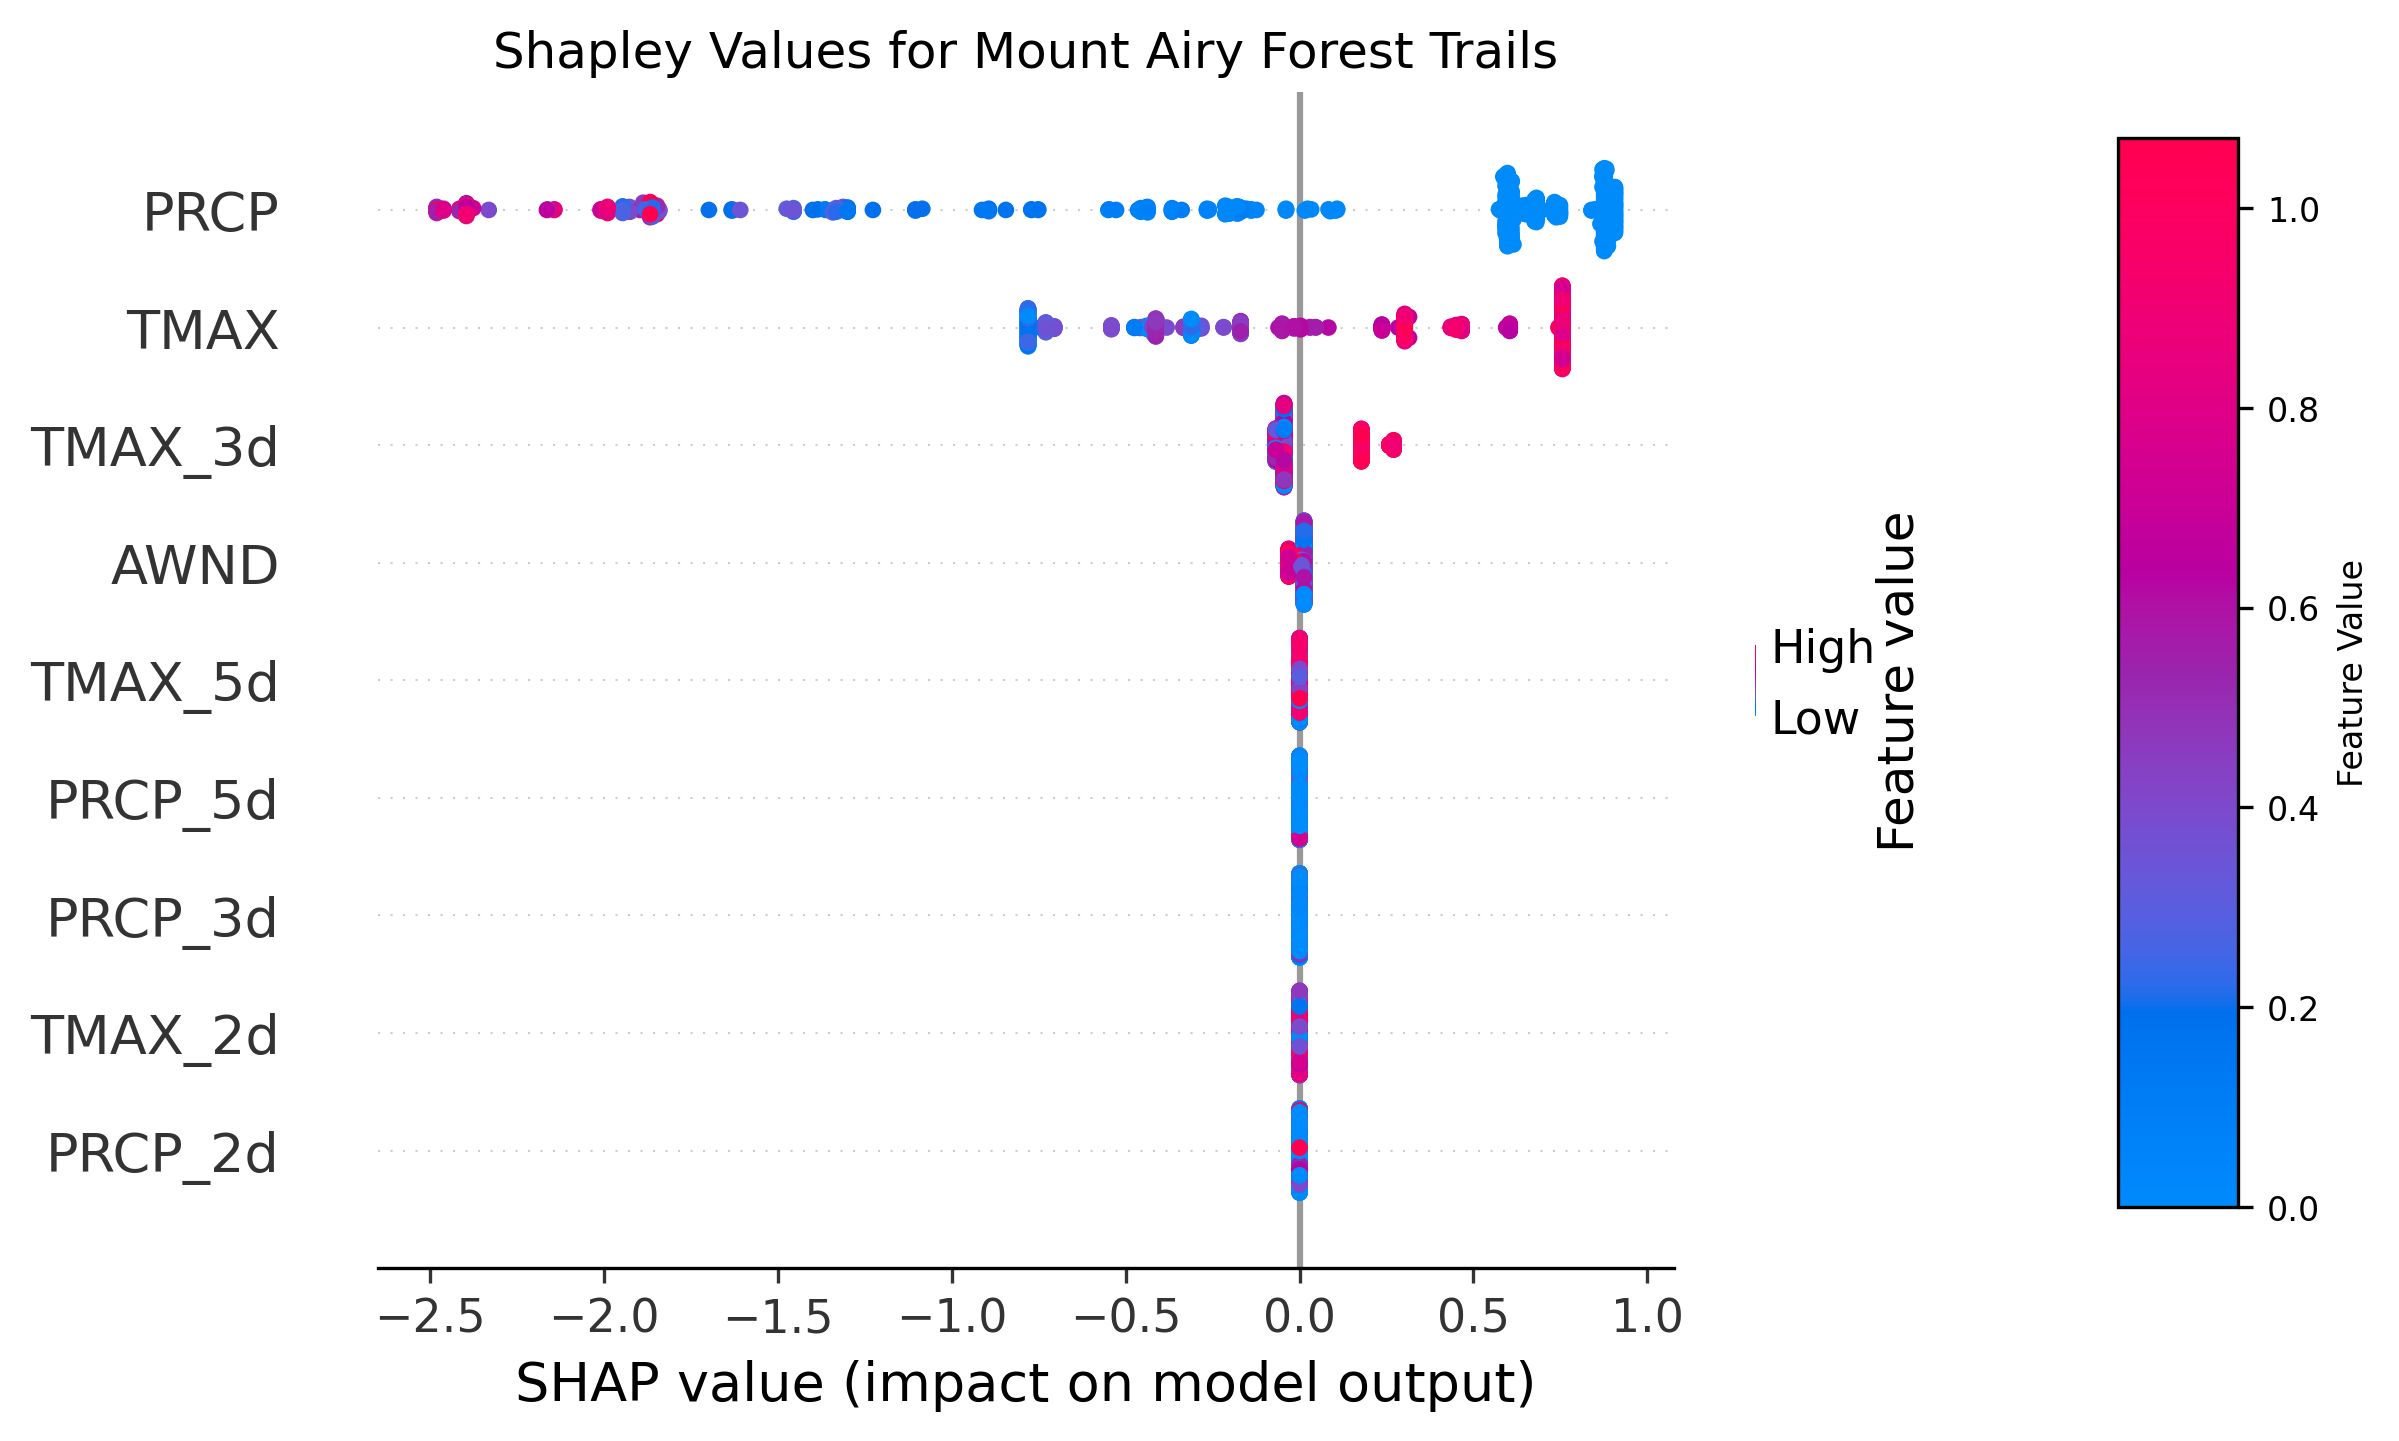 Shapley Values for Mount Airy Forest Trails
PRCP
TMAX
TMAX_3d
AWND
TMAX_5d
PRCP_5d
PRCP_3d
TMAX_2d
PRCP_2d
−2.5 −2.0 −1.5 −1.0 −0.5 0.0 0.5 1.0
SHAP value (impact on model output)
High
Low
Feature value
1.0
0.8
0.6
0.4
0.2
0.0
Feature Value